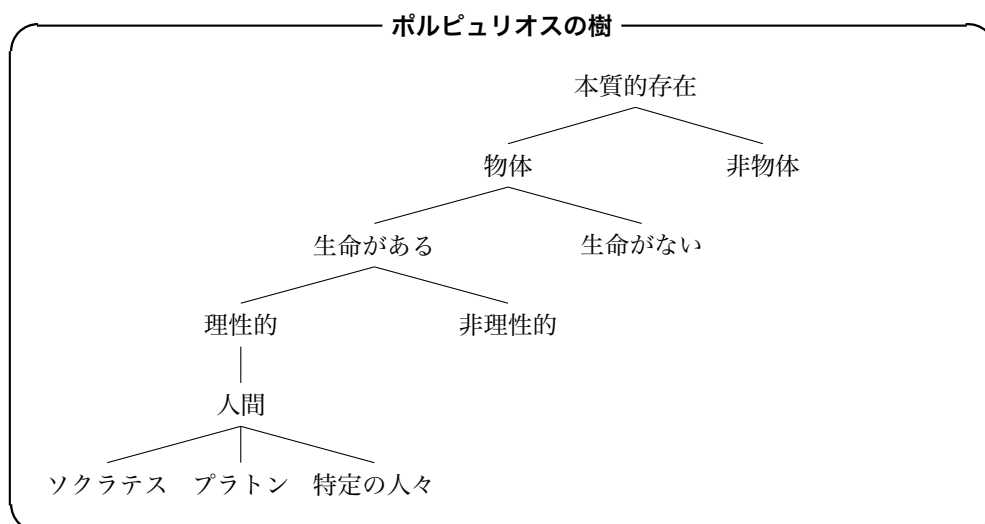 ポルピュリオスの樹
本質的存在
物体 非物体
生命がある 生命がない
理性的 非理性的
人間
ソクラテス プラトン 特定の人々